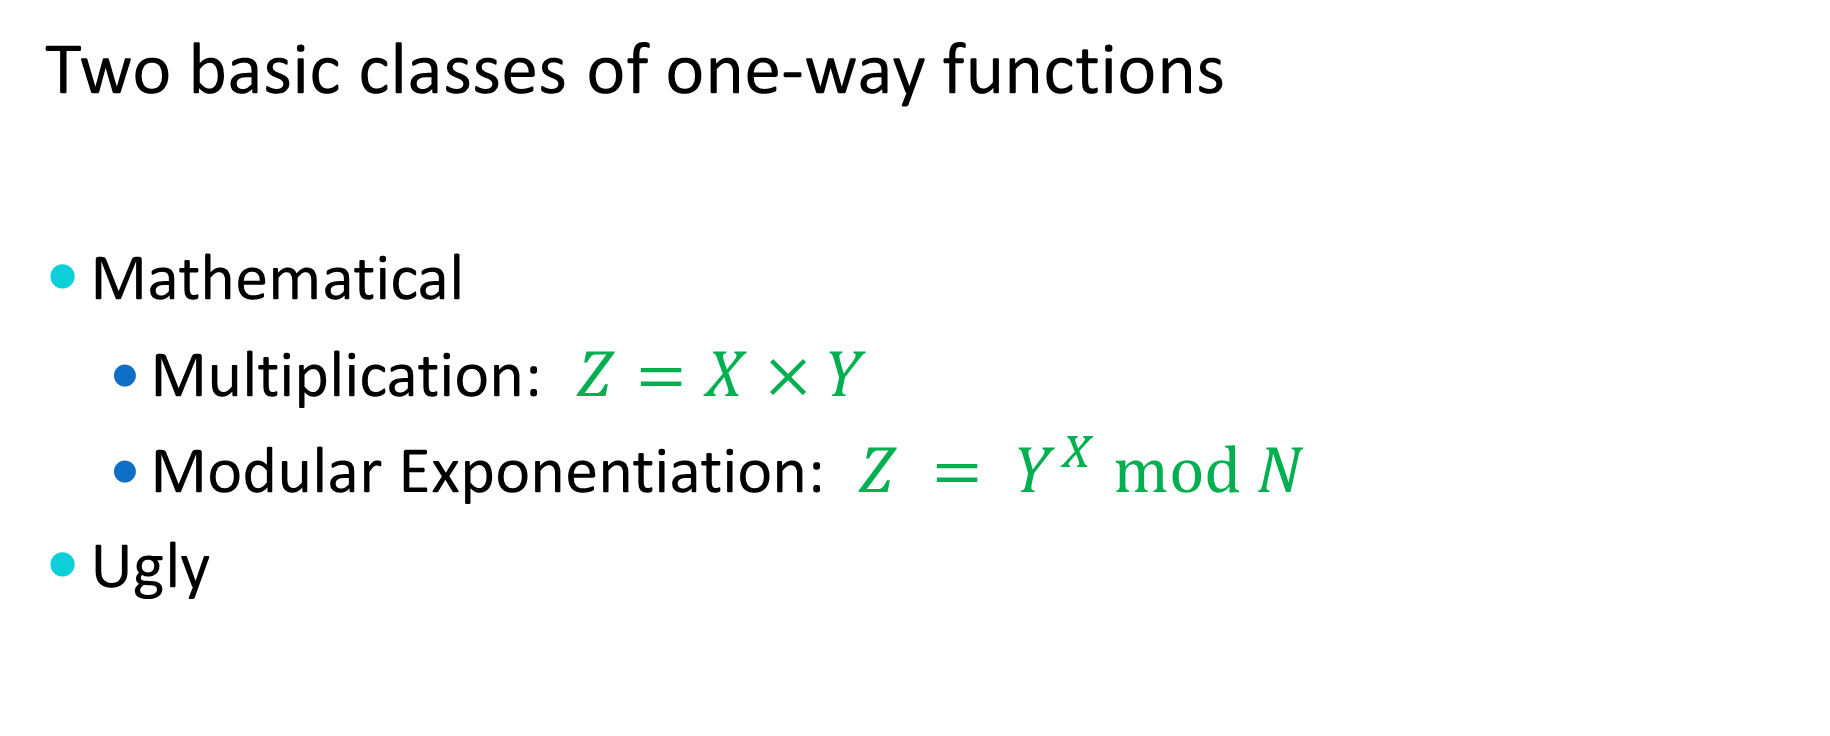 Two basic classes of one-way functions
• Mathematical
• Multiplication: Z = X × Y
• Modular Exponentiation: Z = Y^X mod N
• Ugly